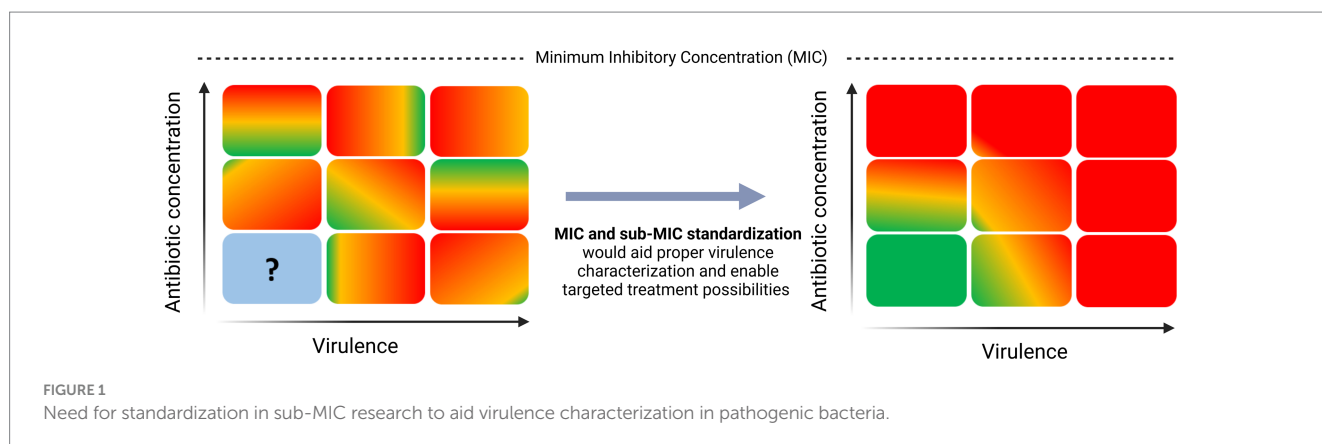 Minimum Inhibitory Concentration (MIC)
Antibiotic concentration
?
Virulence
MIC and sub-MIC standardization
would aid proper virulence
characterization and enable
targeted treatment possibilities
Antibiotic concentration
Virulence
FIGURE 1
Need for standardization in sub-MIC research to aid virulence characterization in pathogenic bacteria.